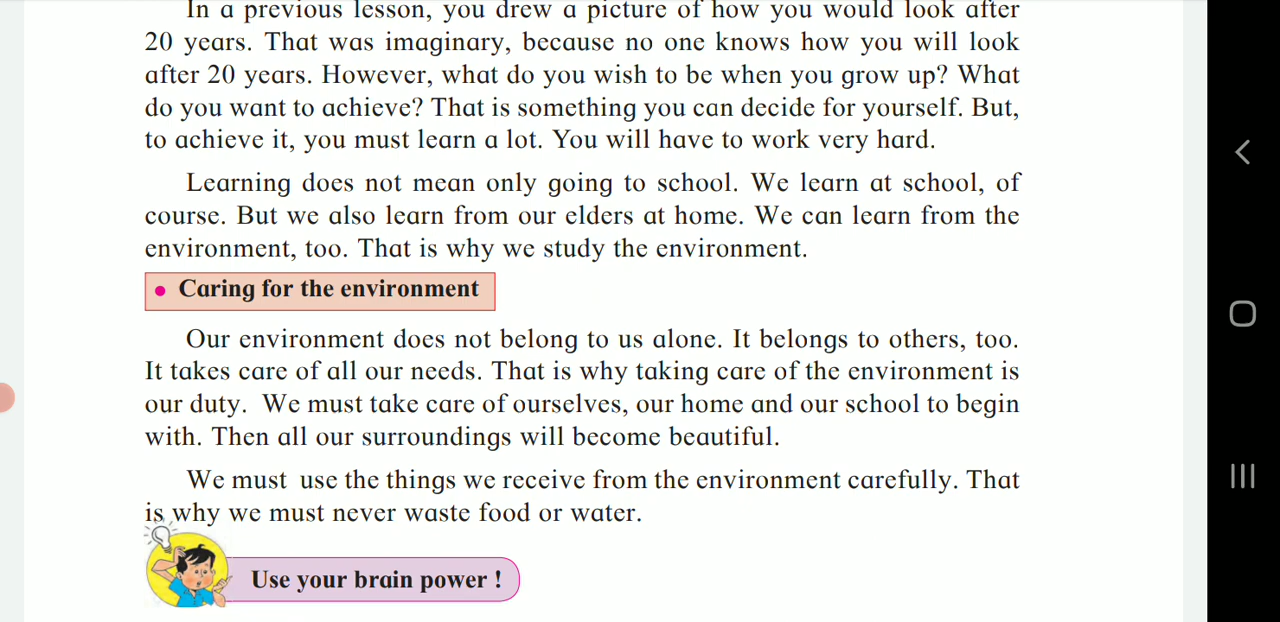 In a previous lesson, you drew a picture of how you would look after
20 years. That was imaginary, because no one knows how you will look
after 20 years. However, what do you wish to be when you grow up? What
do you want to achieve? That is something you can decide for yourself. But,
to achieve it, you must learn a lot. You will have to work very hard.
Learning does not mean only going to school. We learn at school, of
course. But we also learn from our elders at home. We can learn from the
environment, too. That is why we study the environment.
• Caring for the environment
Our environment does not belong to us alone. It belongs to others, too.
It takes care of all our needs. That is why taking care of the environment is
our duty. We must take care of ourselves, our home and our school to begin
with. Then all our surroundings will become beautiful.
We must use the things we receive from the environment carefully. That
is why we must never waste food or water.
Use your brain power !